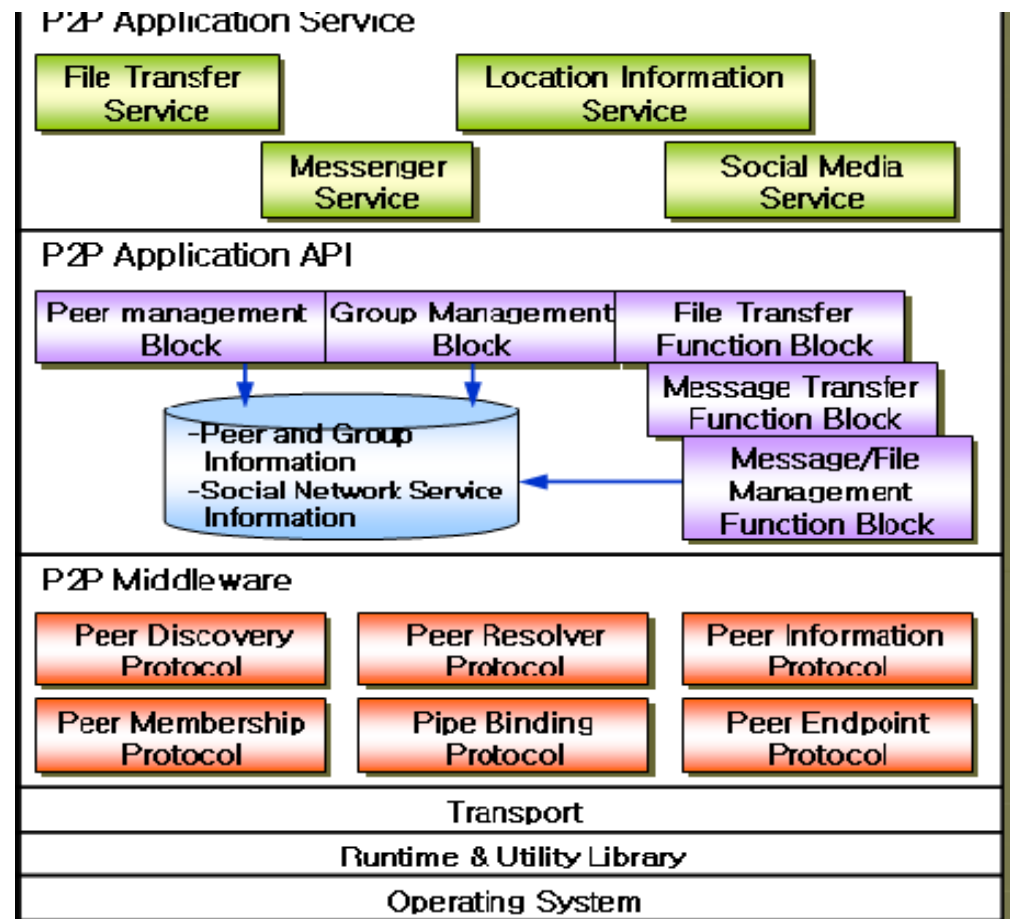 P2P Application Service
File Transfer
Service
Location Information
Service
Messenger
Service
Social Media
Service
P2P Application API
Peer management
Block
Group Management
Block
File Transfer
Function Block
Message Transfer
Function Block
Message/File
Management
Function Block
-Peer and Group
Information
-Social Network Service
Information
P2P Middleware
Peer Discovery
Protocol
Peer Resolver
Protocol
Peer Information
Protocol
Peer Membership
Protocol
Pipe Binding
Protocol
Peer Endpoint
Protocol
Transport
Runtime & Utility Library
Operating System